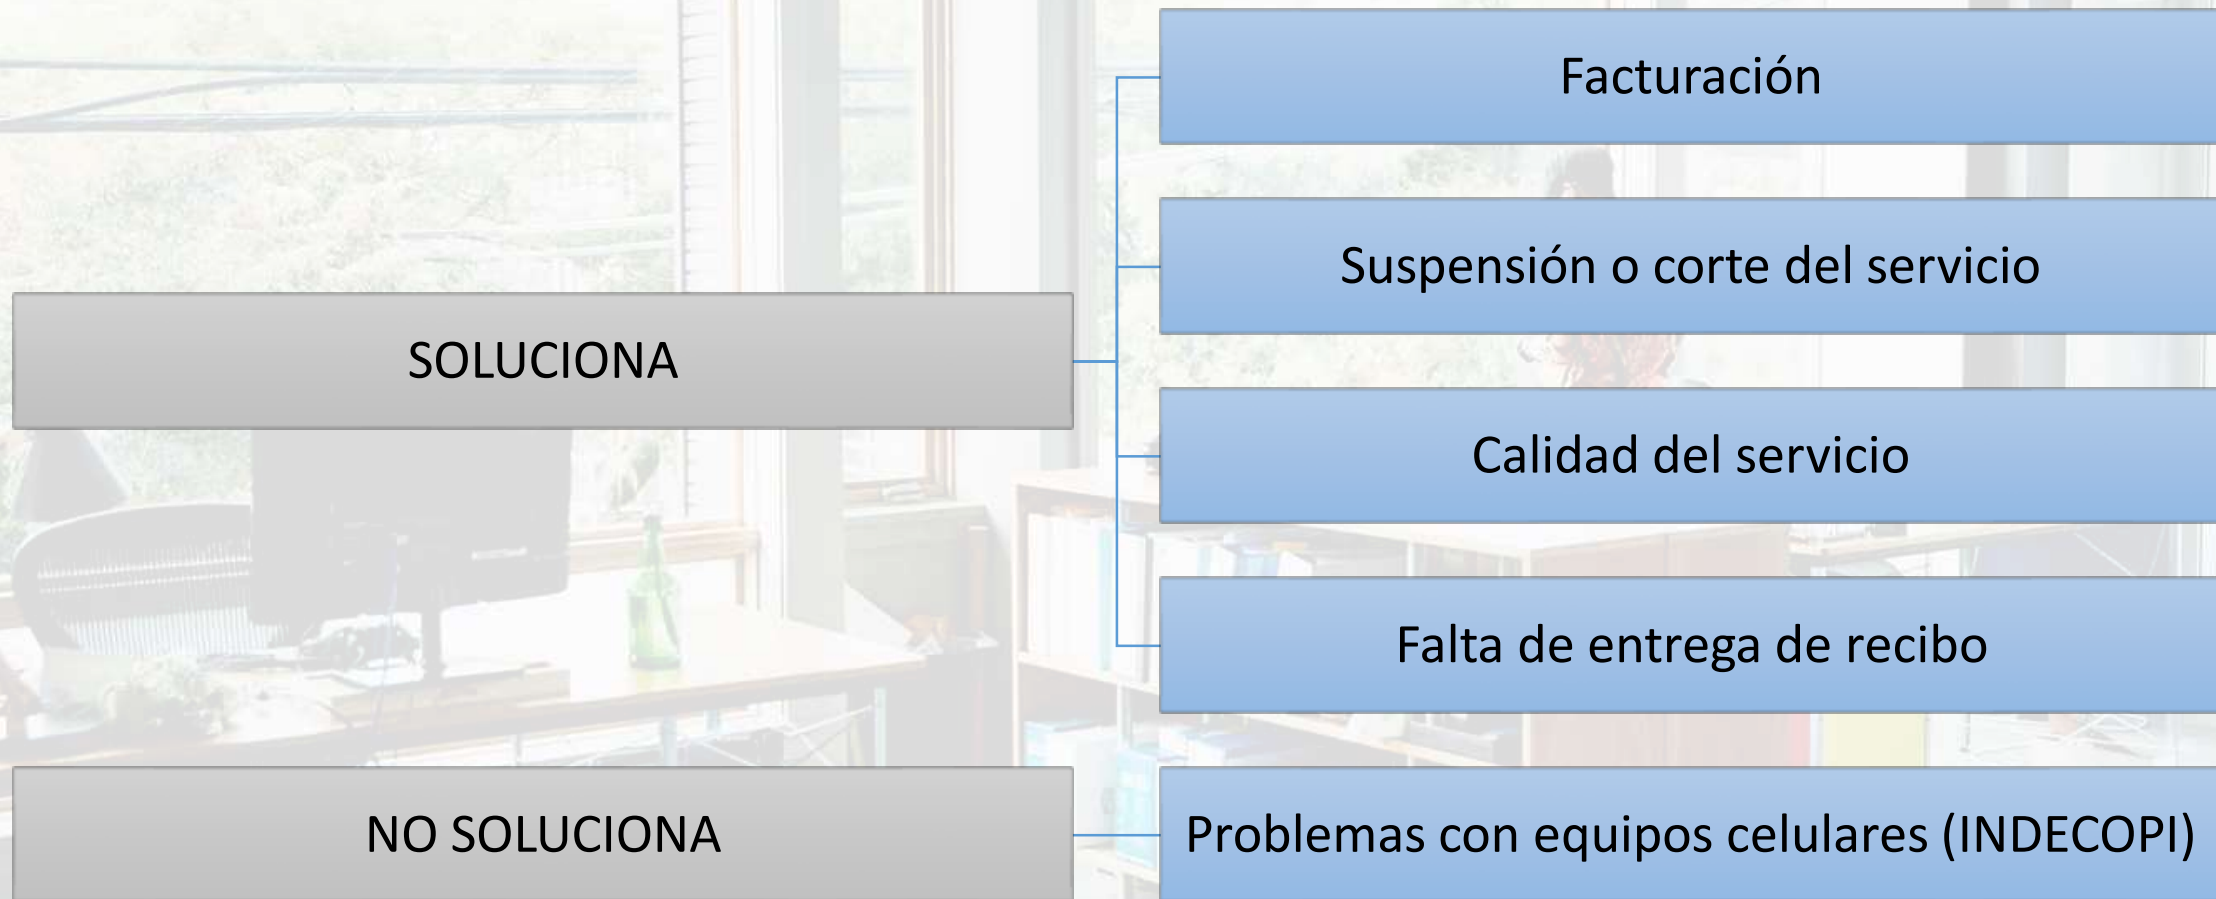 SOLUCIONA
Facturación
Suspensión o corte del servicio
Calidad del servicio
Falta de entrega de recibo
NO SOLUCIONA
Problemas con equipos celulares (INDECOPI)